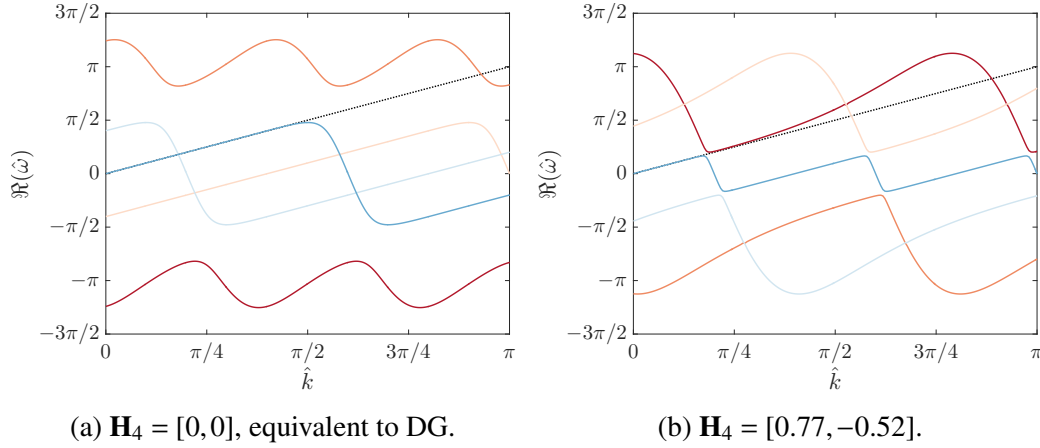 3π/2
π
π/2
0
−π/2
−π
−3π/2
ℜ(ω̂)
0
π/4
π/2
3π/4
π
k̂
(a) H₄ = [0, 0], equivalent to DG.
3π/2
π
π/2
0
−π/2
−π
−3π/2
ℜ(ω̂)
0
π/4
π/2
3π/4
π
k̂
(b) H₄ = [0.77, −0.52].